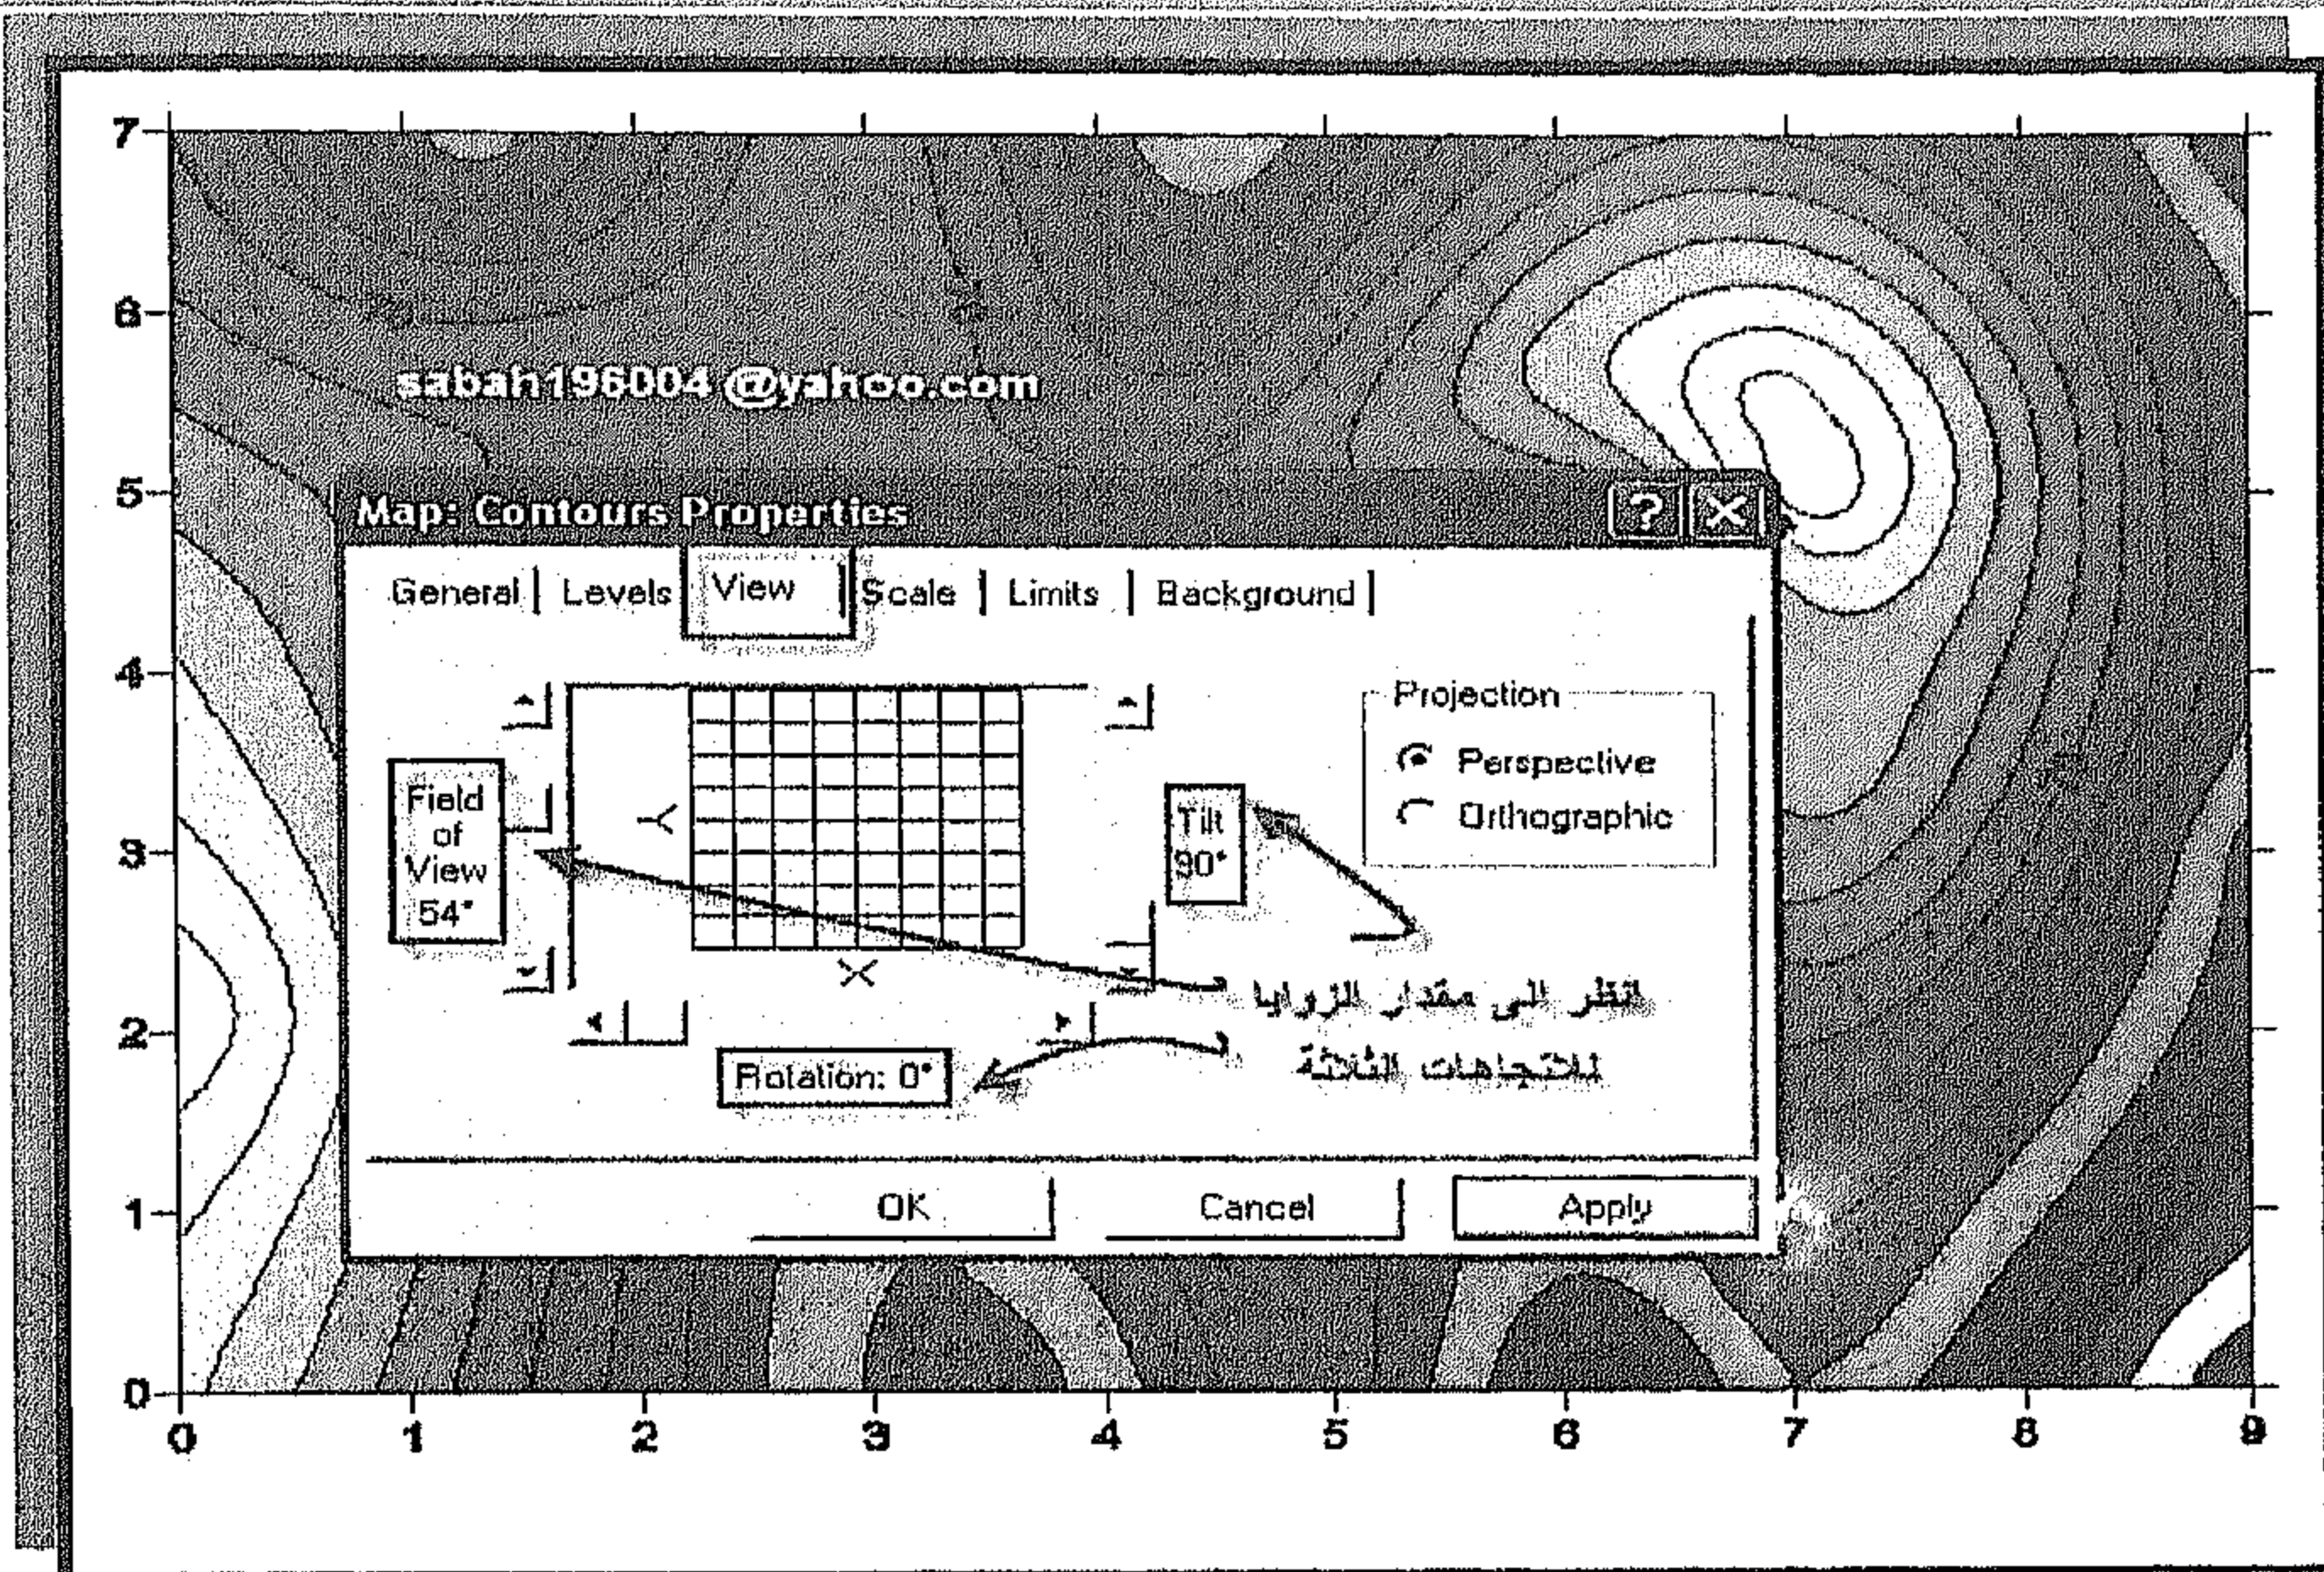 7
6
sabah196004 @yahoo.com
5
Map: Contours Properties
? X
General | Levels View Scale | Limits | Background |
4
Projection
Perspective
Orthographic
Field
of
View
54°
Y
Tilt
90°
3
X
انظر الى مقدار الزوايا
للاتجاهات الثلاثة
2
Rotation: 0°
1
OK Cancel Apply
0
0 1 2 3 4 5 6 7 8 9